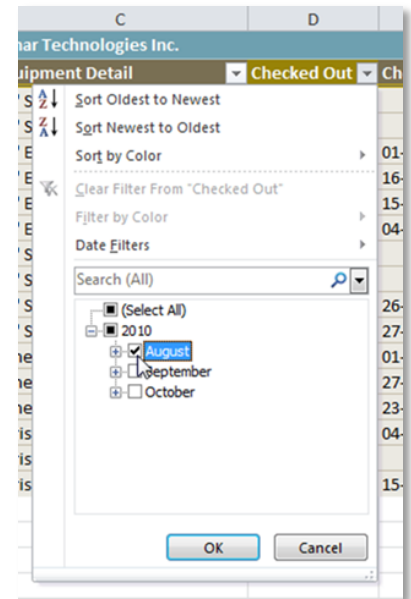 C D
nar Technologies Inc.
uipment Detail Checked Out Ch
Sort Oldest to Newest
Sort Newest to Oldest
Sort by Color
01-
Clear Filter From "Checked Out"
16-
Filter by Color
15-
Date Filters
04-
Search (All)
(Select All)
26-
2010
27-
August
01-
September
27-
October
23-
04-
15-
OK Cancel